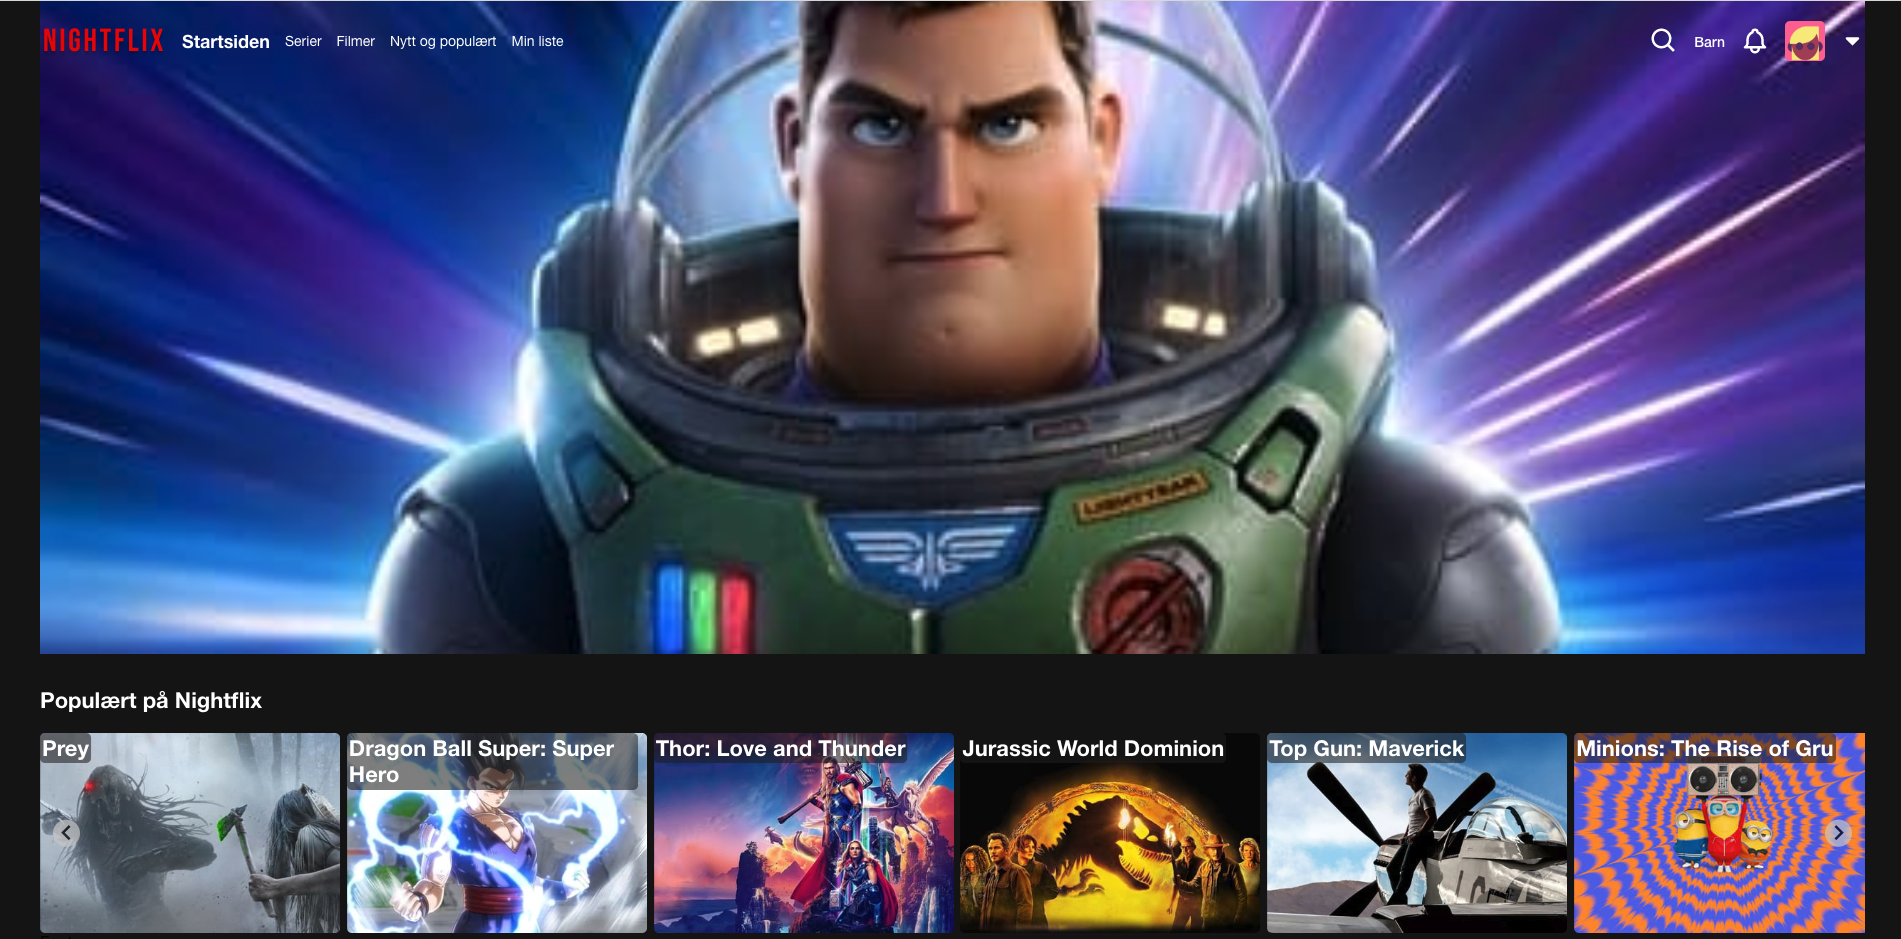 NIGHTFLIX
Startsiden
Serier
Filmer
Nytt og populært
Min liste
Barn
LIGHTYEAR
Populært på Nightflix
Prey
Dragon Ball Super: Super
Hero
Thor: Love and Thunder
Jurassic World Dominion
Top Gun: Maverick
Minions: The Rise of Gru